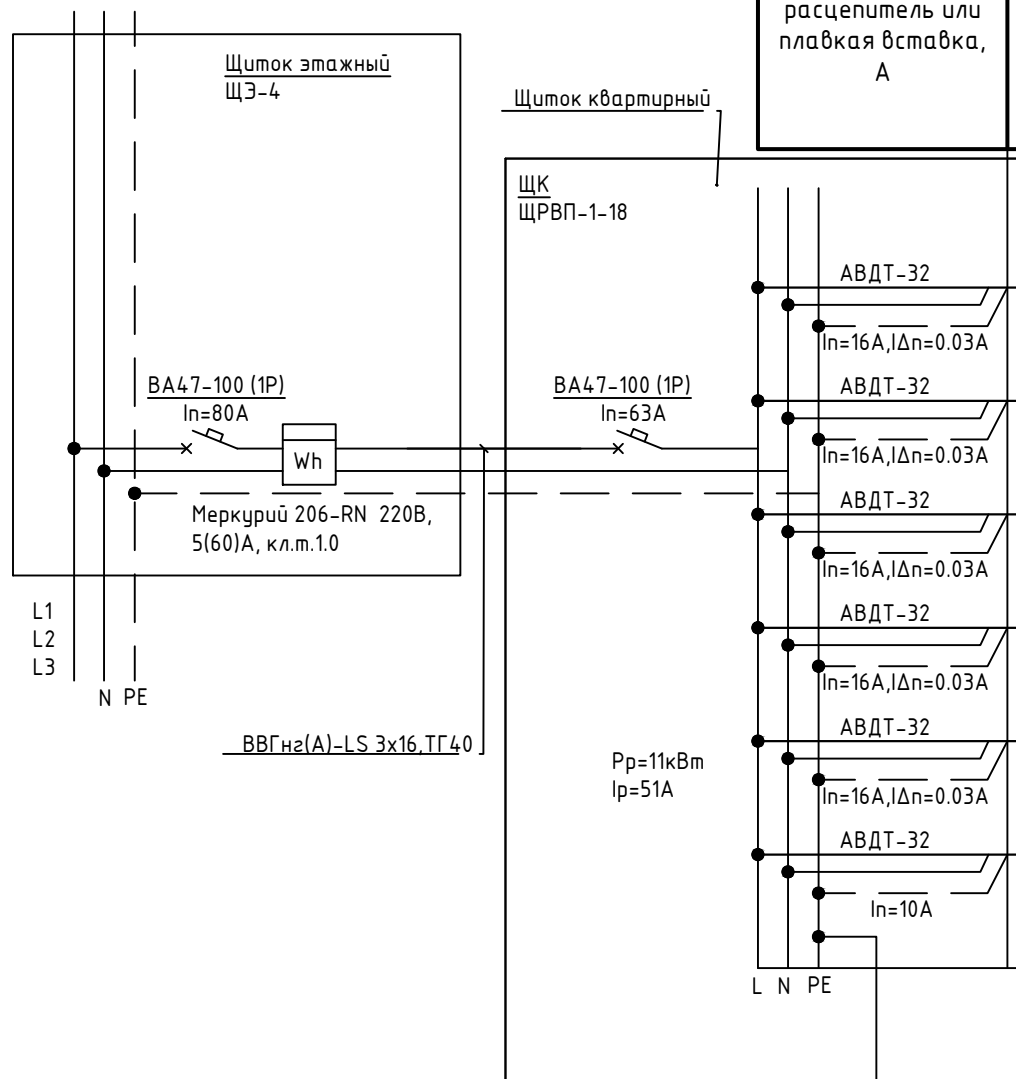 расцепитель или
плавкая вставка,
А
Щиток этажный
ЩЭ-4
Щиток квартирный
ЩК
ЩРВП-1-18
АВДТ-32
In=16А,IΔn=0.03А
ВА47-100 (1Р)
In=80А
ВА47-100 (1Р)
In=63А
АВДТ-32
In=16А,IΔn=0.03А
Wh
Меркурий 206-RN 220В,
5(60)А, кл.т.1.0
АВДТ-32
In=16А,IΔn=0.03А
L1
L2
L3
N PE
АВДТ-32
In=16А,IΔn=0.03А
ВВГнг(А)-LS 3х16,ТГ40
Рр=11кВт
Iр=51А
АВДТ-32
In=16А,IΔn=0.03А
АВДТ-32
In=10А
L N PE